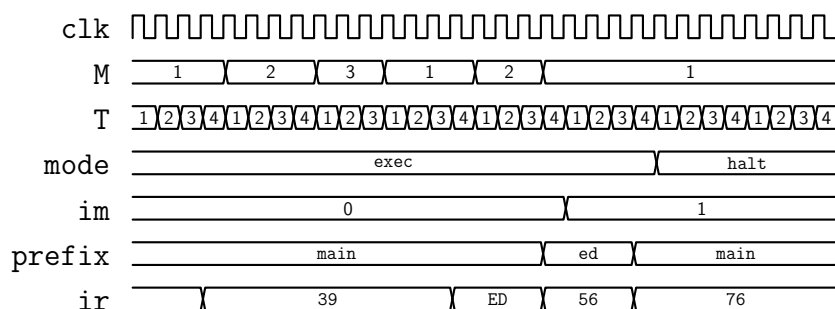 clk
M 1 2 3 1 2 1
T 1 2 3 4 1 2 3 4 1 2 3 1 2 3 4 1 2 3 4 1 2 3 4 1 2 3 4 1 2 3 4
mode exec halt
im 0 1
prefix main ed main
ir 39 ED 56 76